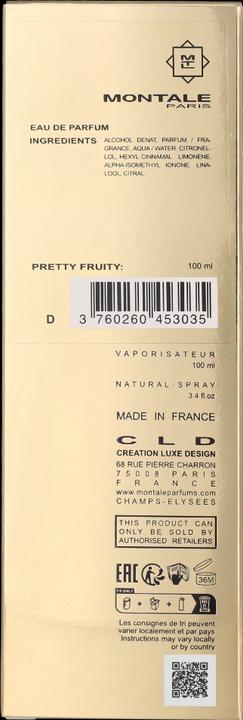 MTL
MONTALE
PARIS
EAU DE PARFUM
INGREDIENTS ALCOHOL DENAT, PARFUM / FRA-
GRANCE, AQUA / WATER, CITRONEL-
LOL, HEXYL CINNAMAL, LIMONENE,
ALPHA-ISOMETHYL IONONE, LINA-
LOOL, CITRAL.
PRETTY FRUITY: 100 ml
D 3 760260 453035
VAPORISATEUR
100 ml
NATURAL-SPRAY
3.4 fl.oz
MADE IN FRANCE
CLD
CREATION LUXE DESIGN
68 RUE PIERRE CHARRON
75008 PARIS
FRANCE
www.montaleparfums.com
CHAMPS-ELYSEES
THIS PRODUCT CAN
ONLY BE SOLD BY
AUTHORISED RETAILERS
EAC 36M
FR ONLY
+ +
Les consignes de tri peuvent
varier localement et par pays
Instructions may vary locally
or by country